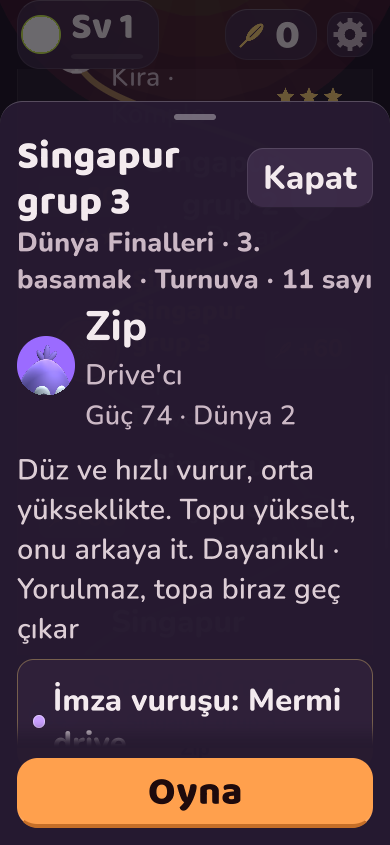 Sv 1
0
Kira ·
Singapur
grup 3
Kapat
Dünya Finalleri · 3.
basamak · Turnuva · 11 sayı
Zip
Drive'cı
Güç 74 · Dünya 2
Düz ve hızlı vurur, orta
yükseklikte. Topu yükselt,
onu arkaya it. Dayanıklı ·
Yorulmaz, topa biraz geç
çıkar
İmza vuruşu: Mermi
drive
Oyna